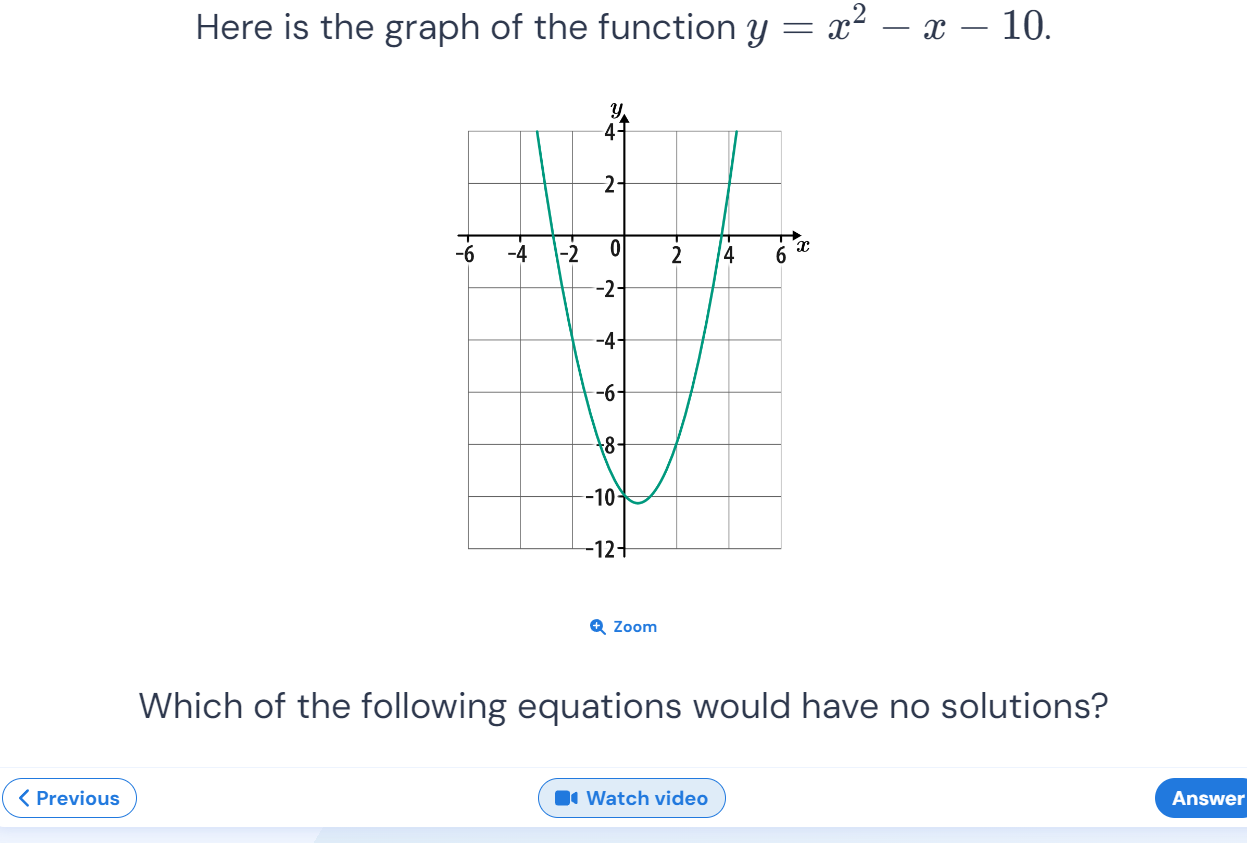 Here is the graph of the function y = x² − x − 10.
y
4
2
-6 -4 -2 0 2 4 6 x
-2
-4
-6
-8
-10
-12
Zoom
Which of the following equations would have no solutions?
Previous Watch video Answer